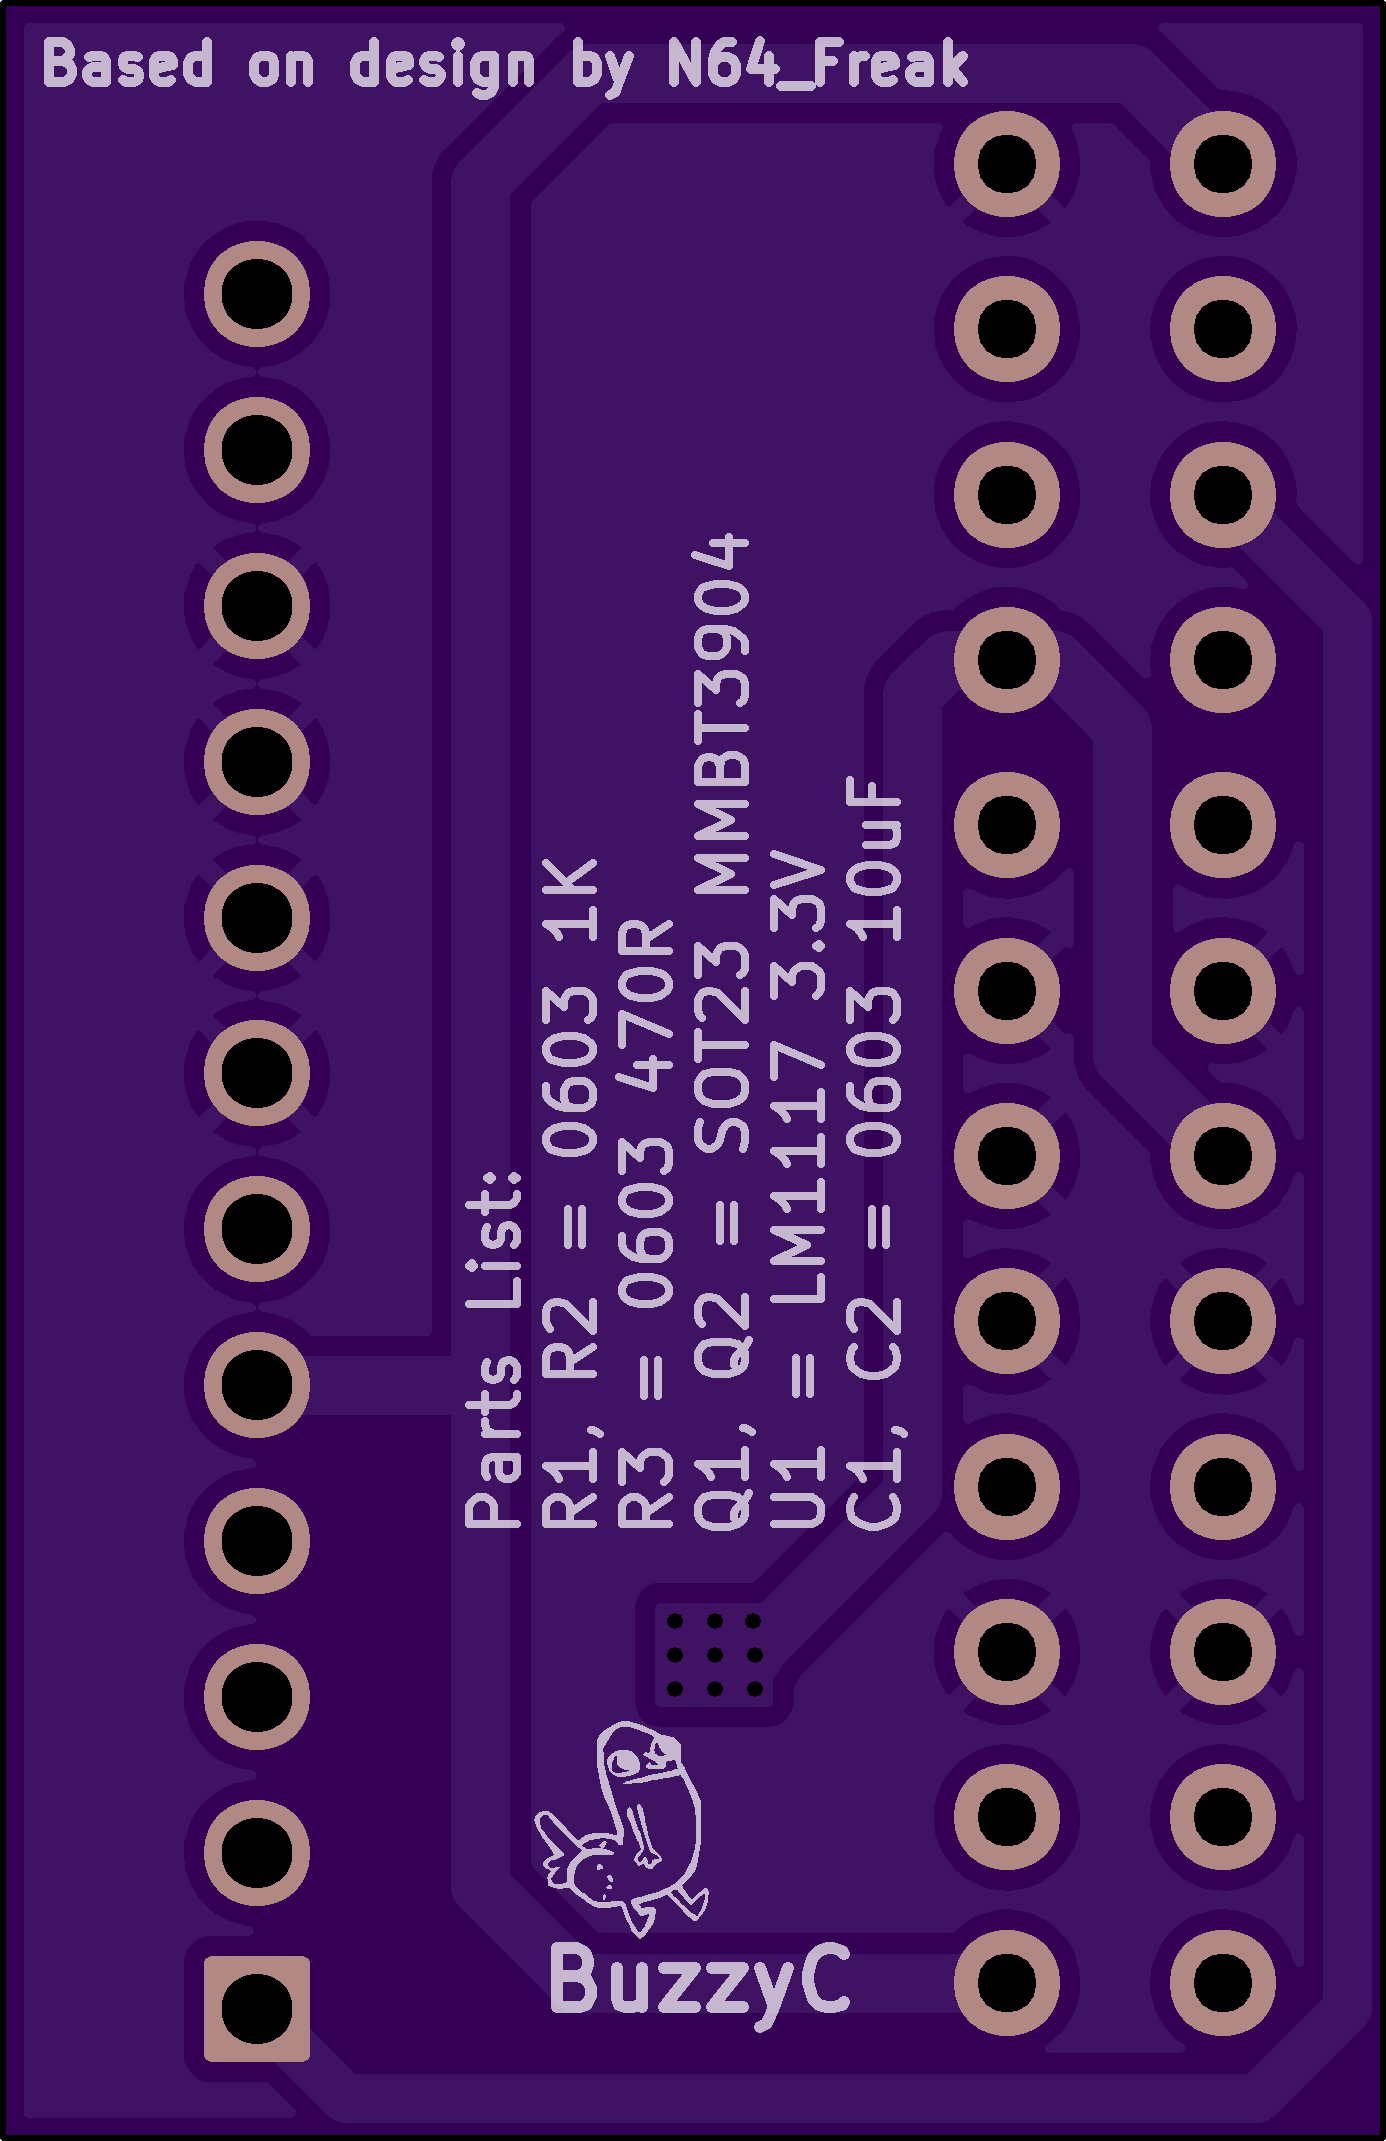 Based on design by N64_Freak
Parts List:
R1, R2 = 0603 1K
R3 = 0603 470R
Q1, Q2 = SOT23 MMBT3904
U1 = LM1117 3.3V
C1, C2 = 0603 10uF
BuzzyC